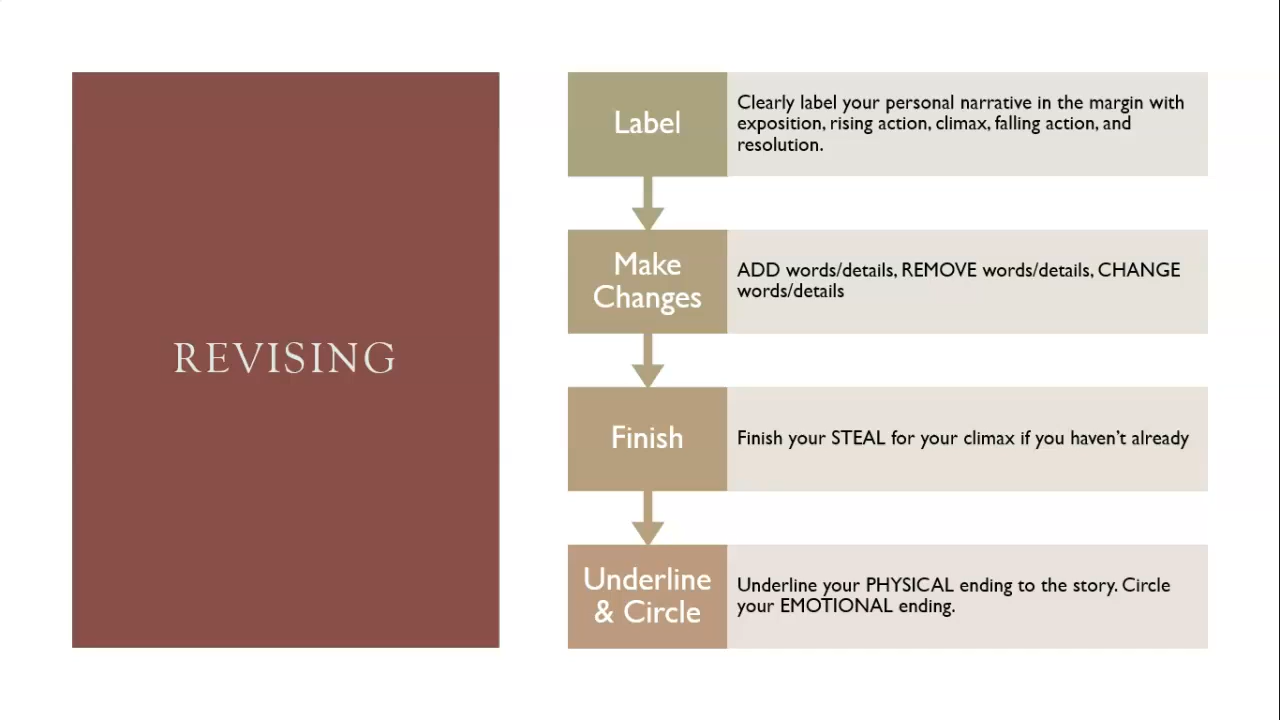 REVISING
Label
Clearly label your personal narrative in the margin with
exposition, rising action, climax, falling action, and
resolution.
Make
Changes
ADD words/details, REMOVE words/details, CHANGE
words/details
Finish
Finish your STEAL for your climax if you haven’t already
Underline
& Circle
Underline your PHYSICAL ending to the story. Circle
your EMOTIONAL ending.